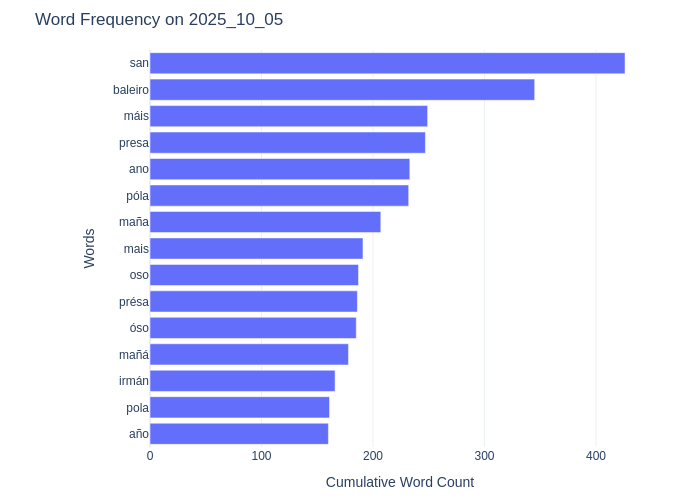 Word Frequency on 2025_10_05
Words
san
baleiro
máis
presa
ano
póla
maña
mais
oso
présa
óso
mañá
irmán
pola
año
0 100 200 300 400
Cumulative Word Count